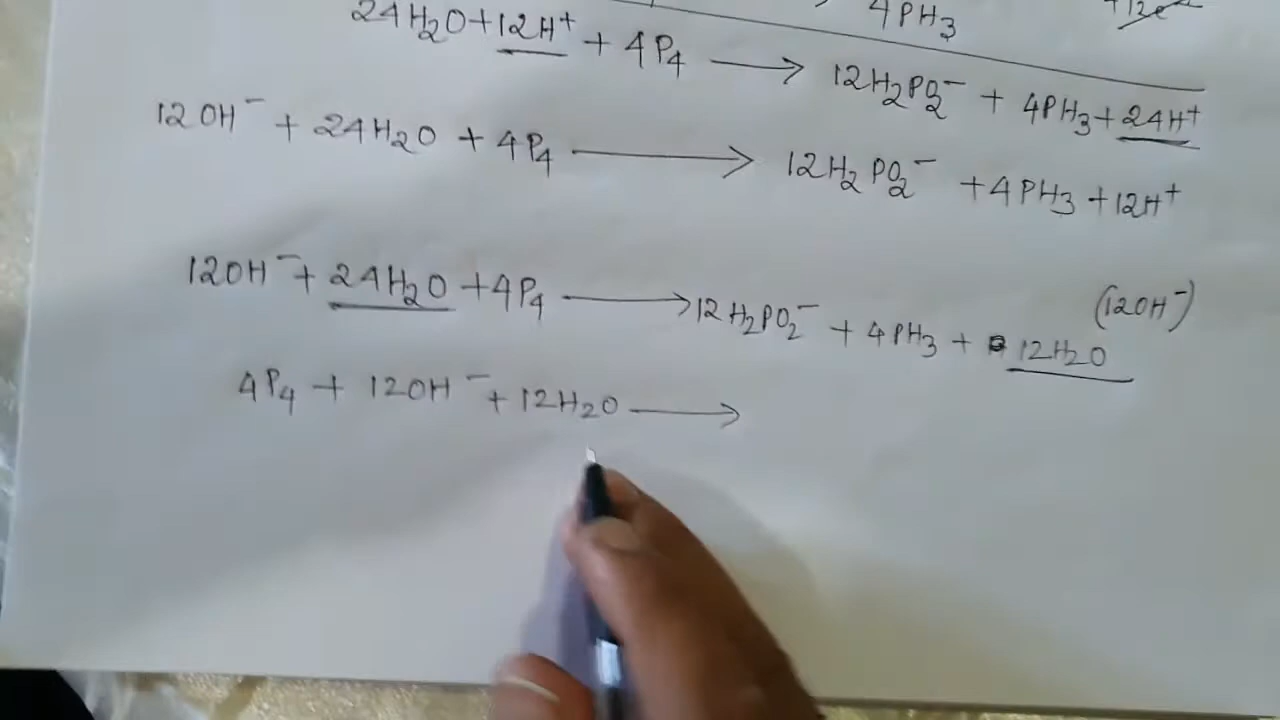 4PH₃ +12e⁻
24H₂O+12H⁺ + 4P₄ ⟶ 12H₂PO₂⁻ + 4PH₃+24H⁺
12OH⁻ + 24H₂O + 4P₄ ⟶ 12H₂PO₂⁻ +4PH₃ +12H⁺
(12OH⁻)
12OH⁻+ 24H₂O +4P₄ ⟶ 12H₂PO₂⁻ + 4PH₃ + 12H₂O
4P₄ + 12OH⁻ + 12H₂O ⟶